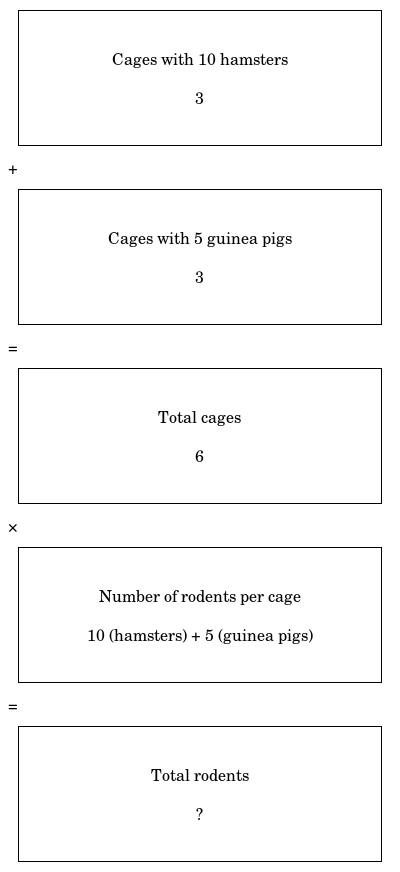 Cages with 10 hamsters
3
+
Cages with 5 guinea pigs
3
=
Total cages
6
×
Number of rodents per cage
10 (hamsters) + 5 (guinea pigs)
=
Total rodents
?